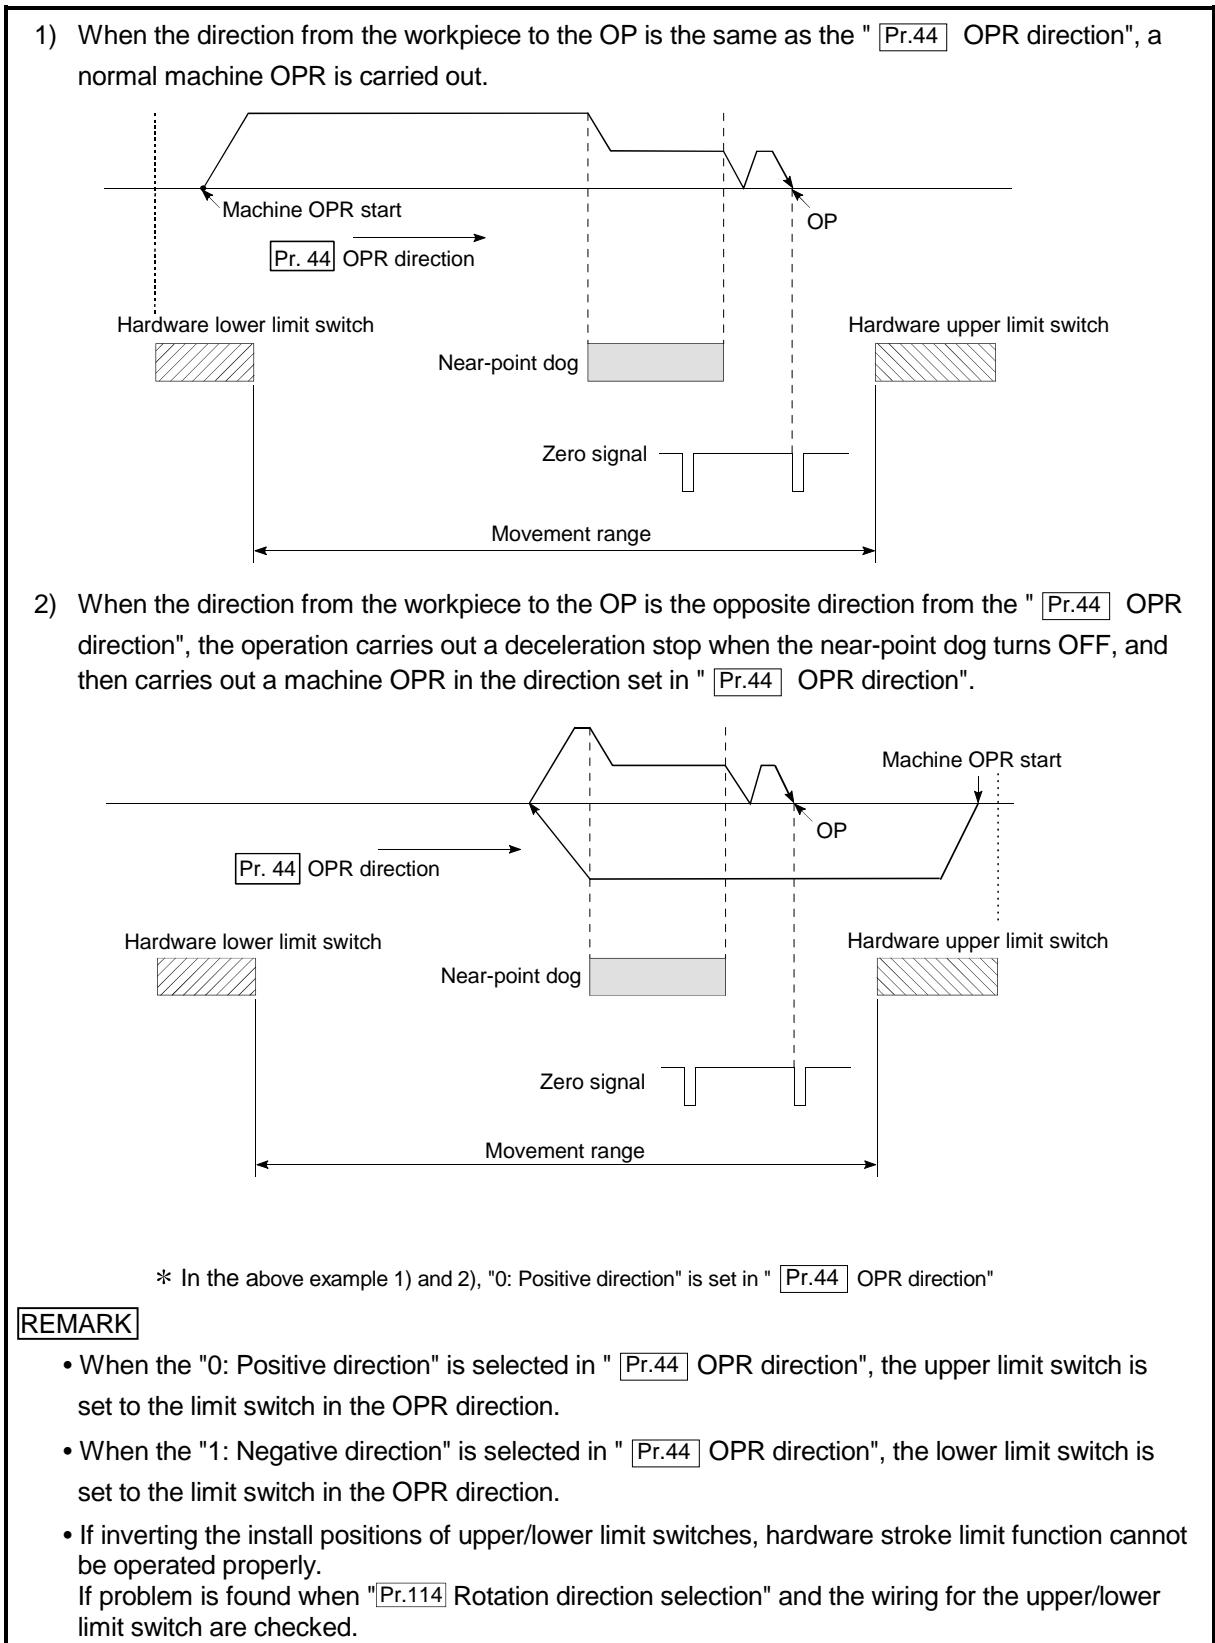 1) When the direction from the workpiece to the OP is the same as the " Pr.44 OPR direction", a
normal machine OPR is carried out.
Machine OPR start
OP
Pr. 44 OPR direction
Hardware lower limit switch
Hardware upper limit switch
Near-point dog
Zero signal
Movement range
2) When the direction from the workpiece to the OP is the opposite direction from the " Pr.44 OPR
direction", the operation carries out a deceleration stop when the near-point dog turns OFF, and
then carries out a machine OPR in the direction set in " Pr.44 OPR direction".
Machine OPR start
OP
Pr. 44 OPR direction
Hardware lower limit switch
Hardware upper limit switch
Near-point dog
Zero signal
Movement range
* In the above example 1) and 2), "0: Positive direction" is set in " Pr.44 OPR direction"
REMARK
• When the "0: Positive direction" is selected in " Pr.44 OPR direction", the upper limit switch is
set to the limit switch in the OPR direction.
• When the "1: Negative direction" is selected in " Pr.44 OPR direction", the lower limit switch is
set to the limit switch in the OPR direction.
• If inverting the install positions of upper/lower limit switches, hardware stroke limit function cannot
be operated properly.
If problem is found when "Pr.114 Rotation direction selection" and the wiring for the upper/lower
limit switch are checked.